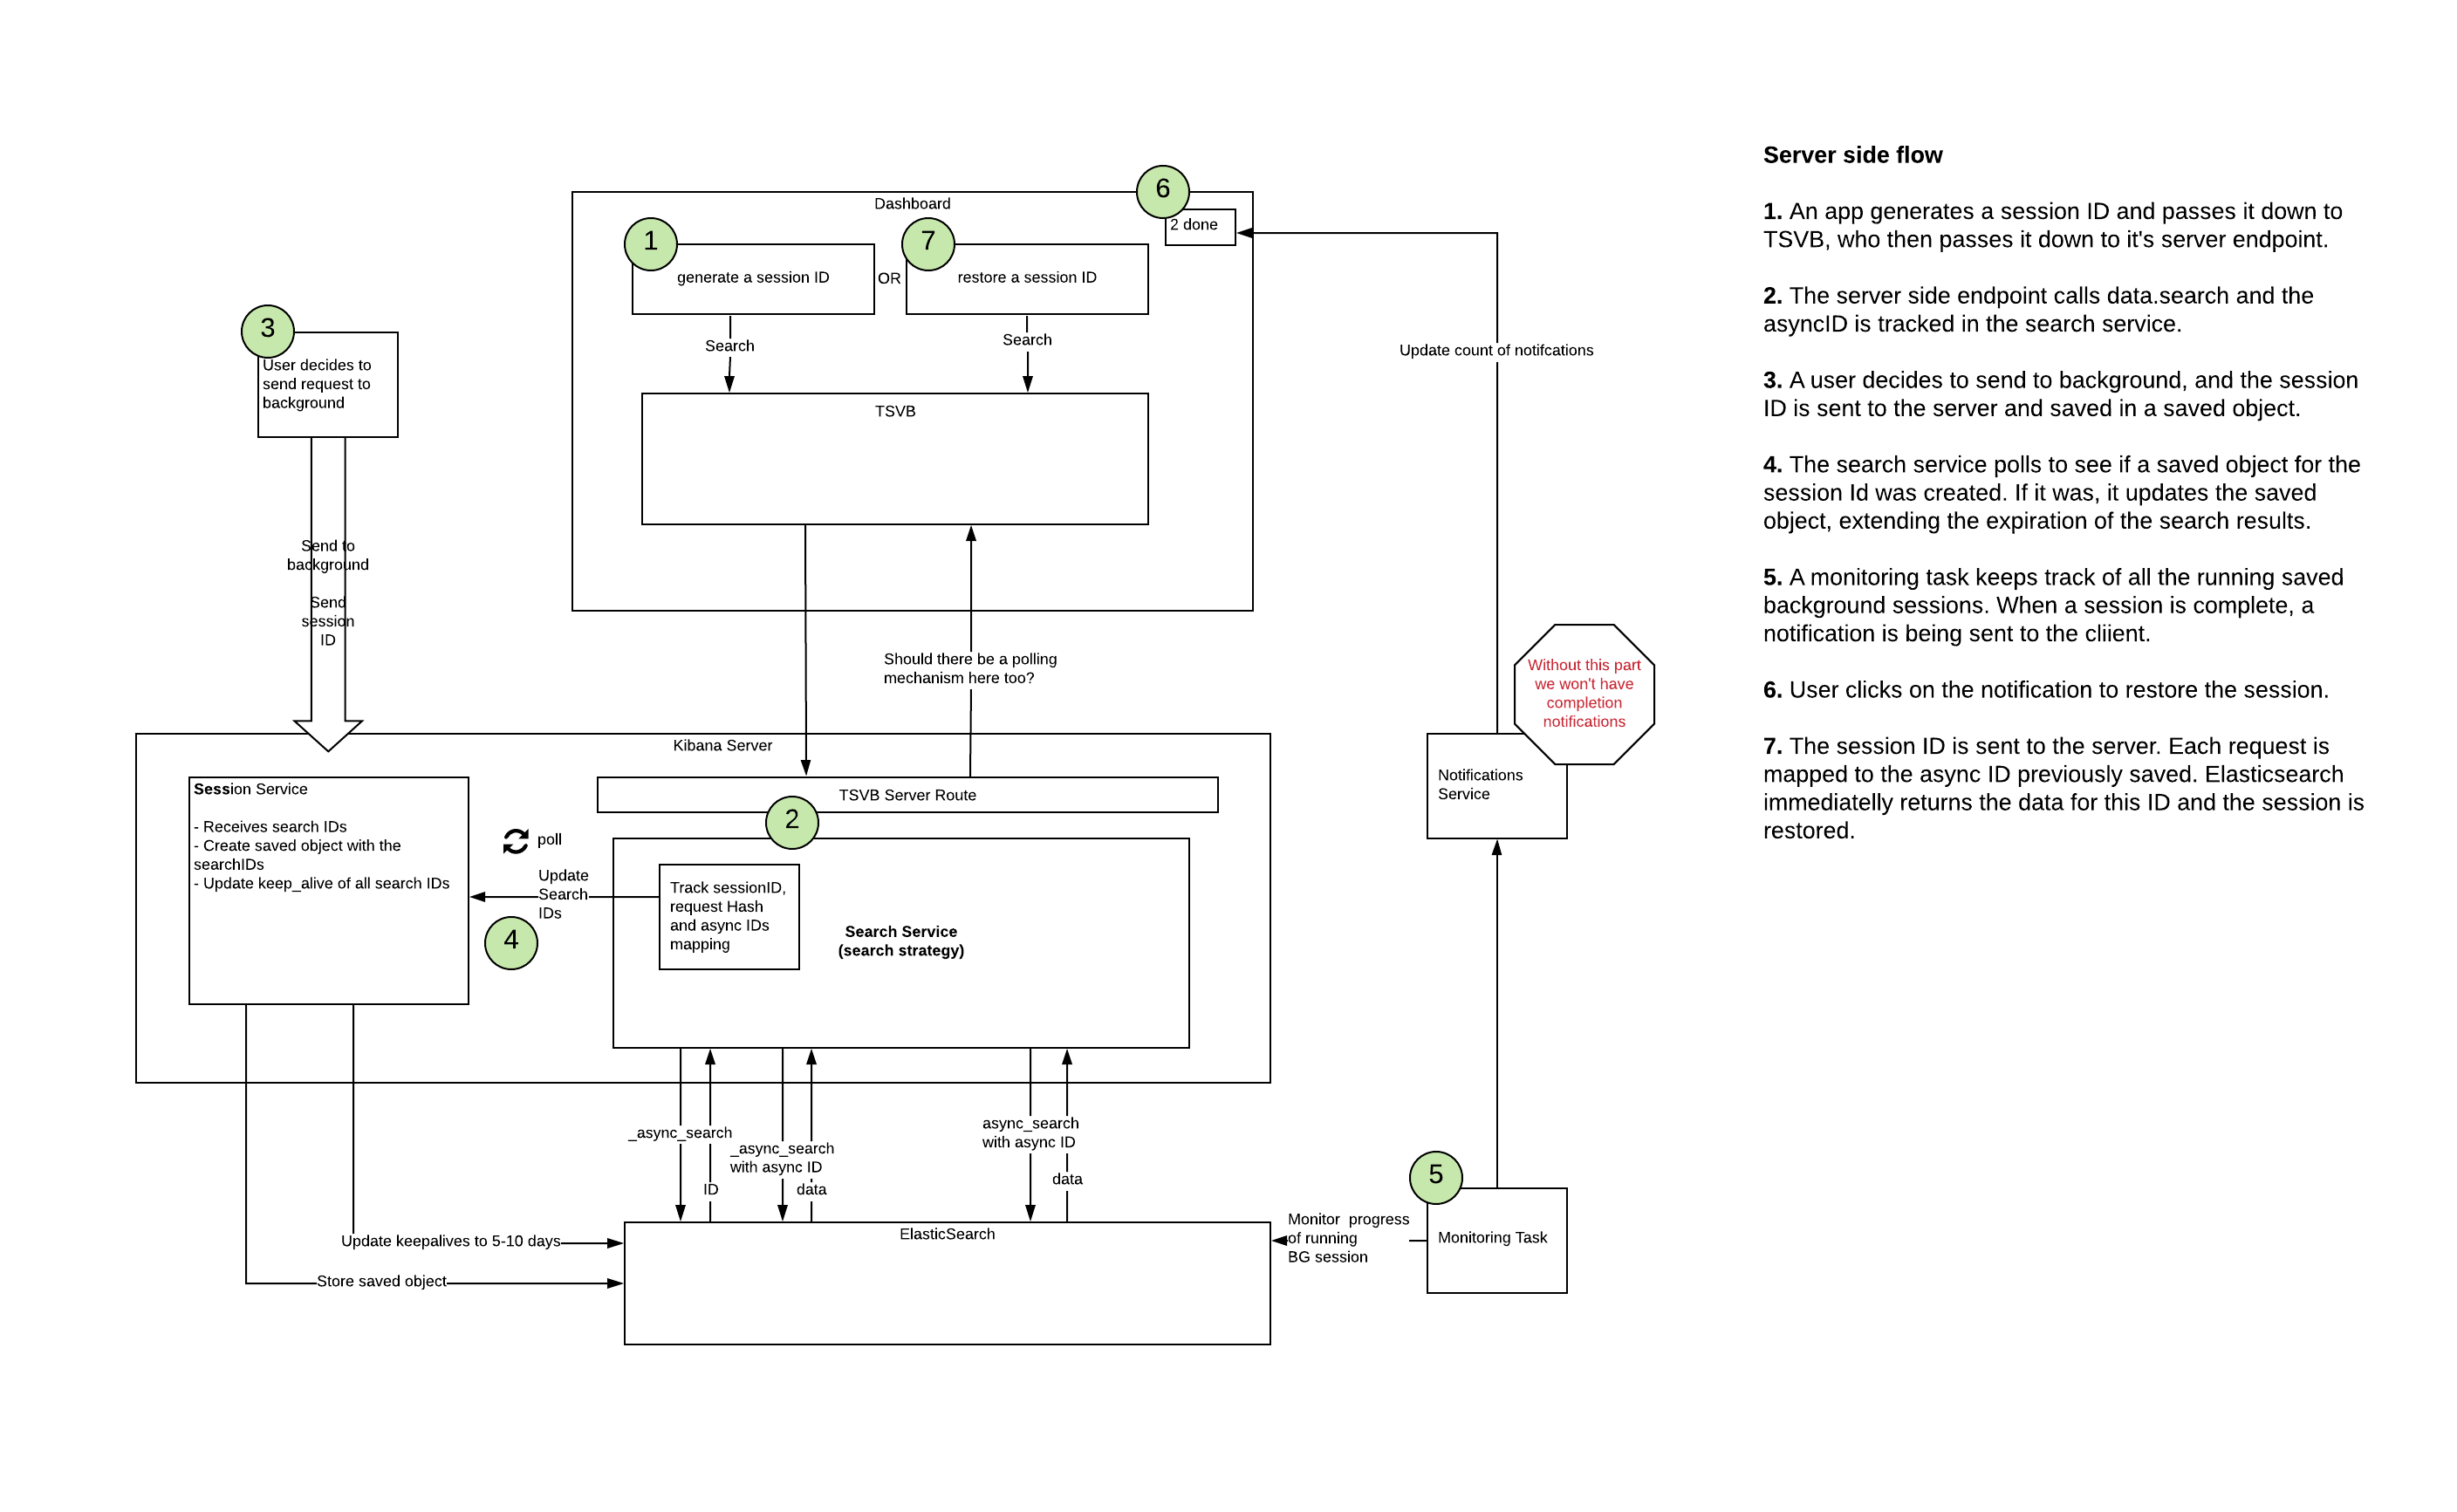 Dashboard
6
2 done
1
generate a session ID
OR
7
restore a session ID
Search
Search
TSVB
3
User decides to
send request to
background
Send to
background
Send
session
ID
Should there be a polling
mechanism here too?
Update count of notifcations
Without this part
we won't have
completion
notifications
Notifications
Service
Kibana Server
Session Service
- Receives search IDs
- Create saved object with the
searchIDs
- Update keep_alive of all search IDs
poll
Update
Search
IDs
4
TSVB Server Route
2
Track sessionID,
request Hash
and async IDs
mapping
Search Service
(search strategy)
_async_search
ID
_async_search
with async ID
data
async_search
with async ID
data
Update keepalives to 5-10 days
Store saved object
ElasticSearch
Monitor progress
of running
BG session
5
Monitoring Task
Server side flow
1. An app generates a session ID and passes it down to
TSVB, who then passes it down to it's server endpoint.
2. The server side endpoint calls data.search and the
asyncID is tracked in the search service.
3. A user decides to send to background, and the session
ID is sent to the server and saved in a saved object.
4. The search service polls to see if a saved object for the
session Id was created. If it was, it updates the saved
object, extending the expiration of the search results.
5. A monitoring task keeps track of all the running saved
background sessions. When a session is complete, a
notification is being sent to the cliient.
6. User clicks on the notification to restore the session.
7. The session ID is sent to the server. Each request is
mapped to the async ID previously saved. Elasticsearch
immediatelly returns the data for this ID and the session is
restored.